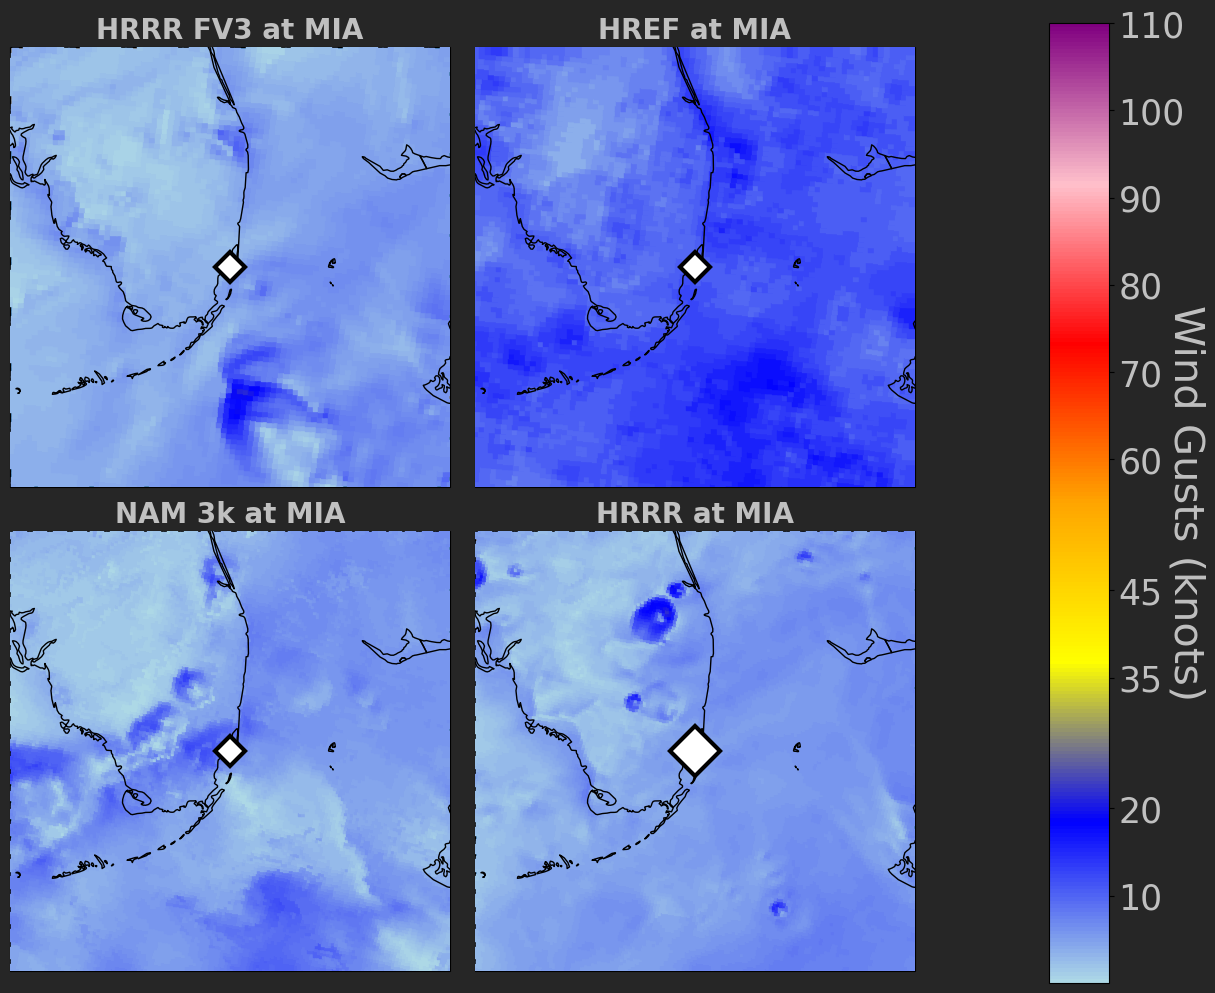 HRRR FV3 at MIA
HREF at MIA
NAM 3k at MIA
HRRR at MIA
110
100
90
80
70
60
45
35
20
10
Wind Gusts (knots)